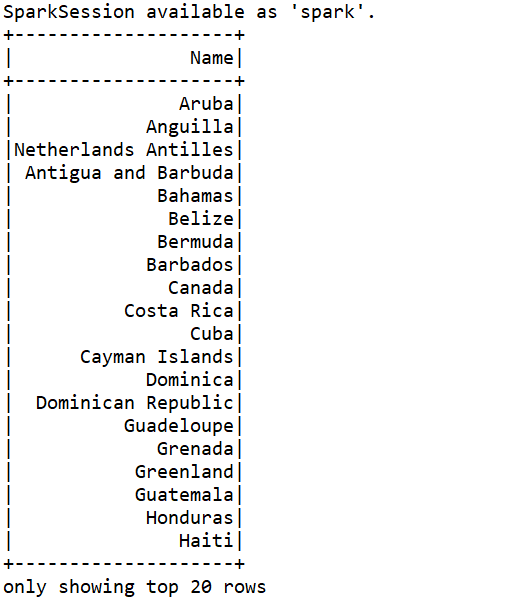 SparkSession available as 'spark'.
+--------------------+
|                Name|
+--------------------+
|               Aruba|
|            Anguilla|
|Netherlands Antilles|
| Antigua and Barbuda|
|             Bahamas|
|              Belize|
|             Bermuda|
|            Barbados|
|              Canada|
|          Costa Rica|
|                Cuba|
|      Cayman Islands|
|            Dominica|
|  Dominican Republic|
|          Guadeloupe|
|             Grenada|
|           Greenland|
|           Guatemala|
|            Honduras|
|               Haiti|
+--------------------+
only showing top 20 rows